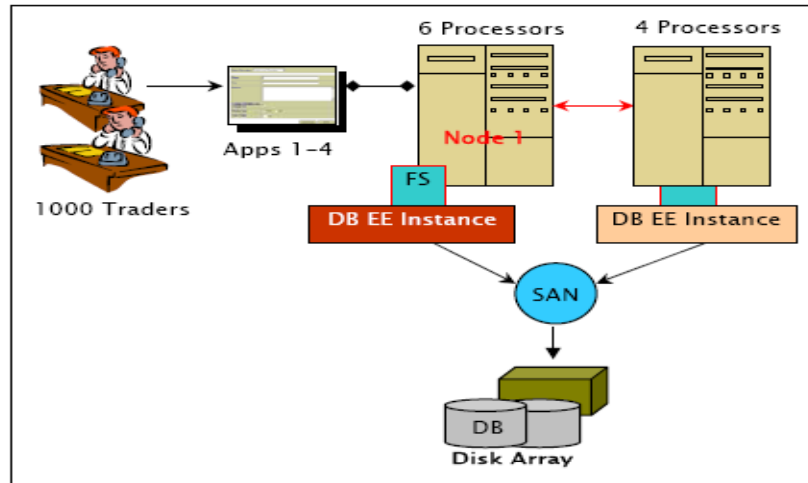 6 Processors
4 Processors
Apps 1-4
Node 1
FS
1000 Traders
DB EE Instance
DB EE Instance
SAN
DB
Disk Array